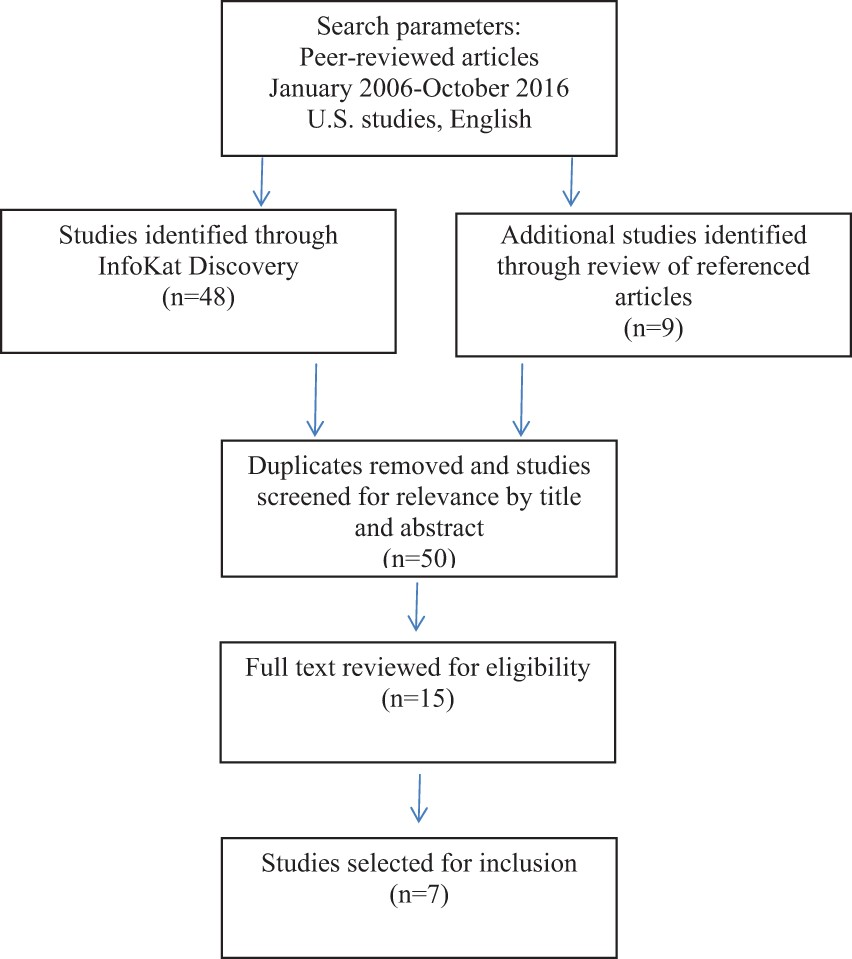 Search parameters:
Peer-reviewed articles
January 2006-October 2016
U.S. studies, English
Studies identified through
InfoKat Discovery
(n=48)
Additional studies identified
through review of referenced
articles
(n=9)
Duplicates removed and studies
screened for relevance by title
and abstract
(n=50)
Full text reviewed for eligibility
(n=15)
Studies selected for inclusion
(n=7)